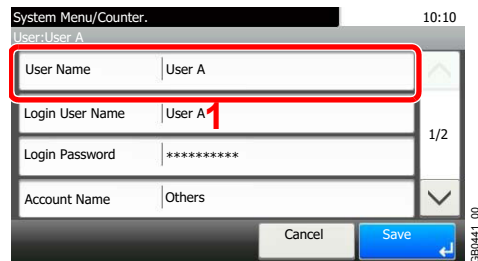 System Menu/Counter. 10:10
User:User A
User Name User A
Login User Name User A
1
1/2
Login Password **********
Account Name Others
Cancel Save
GB0441_00